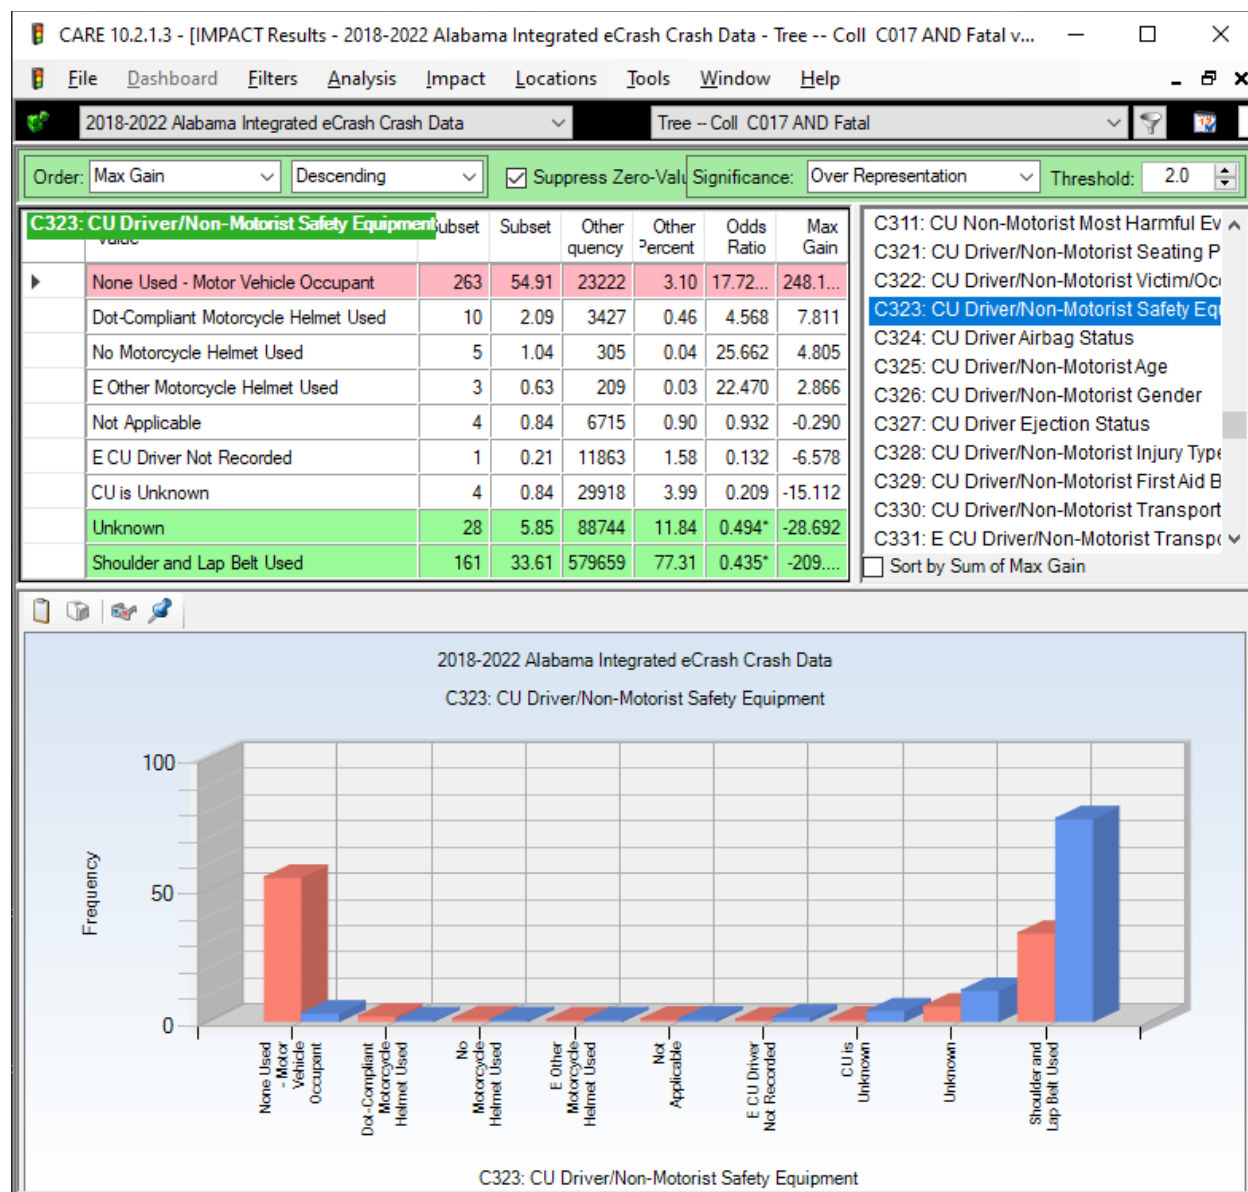 CARE 10.2.1.3 - [IMPACT Results - 2018-2022 Alabama Integrated eCrash Crash Data - Tree -- Coll C017 AND Fatal v...
File Dashboard Filters Analysis Impact Locations Tools Window Help
2018-2022 Alabama Integrated eCrash Crash Data Tree -- Coll C017 AND Fatal
Order: Max Gain Descending Suppress Zero-Valu Significance: Over Representation Threshold: 2.0
C323: CU Driver/Non-Motorist Safety Equipment
Value Subset Subset Other quency Other Percent Odds Ratio Max Gain
None Used - Motor Vehicle Occupant 263 54.91 23222 3.10 17.72... 248.1...
Dot-Compliant Motorcycle Helmet Used 10 2.09 3427 0.46 4.568 7.811
No Motorcycle Helmet Used 5 1.04 305 0.04 25.662 4.805
E Other Motorcycle Helmet Used 3 0.63 209 0.03 22.470 2.866
Not Applicable 4 0.84 6715 0.90 0.932 -0.290
E CU Driver Not Recorded 1 0.21 11863 1.58 0.132 -6.578
CU is Unknown 4 0.84 29918 3.99 0.209 -15.112
Unknown 28 5.85 88744 11.84 0.494* -28.692
Shoulder and Lap Belt Used 161 33.61 579659 77.31 0.435* -209....
C311: CU Non-Motorist Most Harmful Ev
C321: CU Driver/Non-Motorist Seating P
C322: CU Driver/Non-Motorist Victim/Oc
C323: CU Driver/Non-Motorist Safety Equ
C324: CU Driver Airbag Status
C325: CU Driver/Non-Motorist Age
C326: CU Driver/Non-Motorist Gender
C327: CU Driver Ejection Status
C328: CU Driver/Non-Motorist Injury Type
C329: CU Driver/Non-Motorist First Aid B
C330: CU Driver/Non-Motorist Transport
C331: E CU Driver/Non-Motorist Transpo
Sort by Sum of Max Gain
2018-2022 Alabama Integrated eCrash Crash Data
C323: CU Driver/Non-Motorist Safety Equipment
100
50
0
Frequency
None Used
- Motor
Vehicle
Occupant
Dot-Compliant
Motorcycle
Helmet Used
No
Motorcycle
Helmet Used
E Other
Motorcycle
Helmet Used
Not
Applicable
E CU Driver
Not Recorded
CU is
Unknown
Unknown
Shoulder and
Lap Belt Used
C323: CU Driver/Non-Motorist Safety Equipment